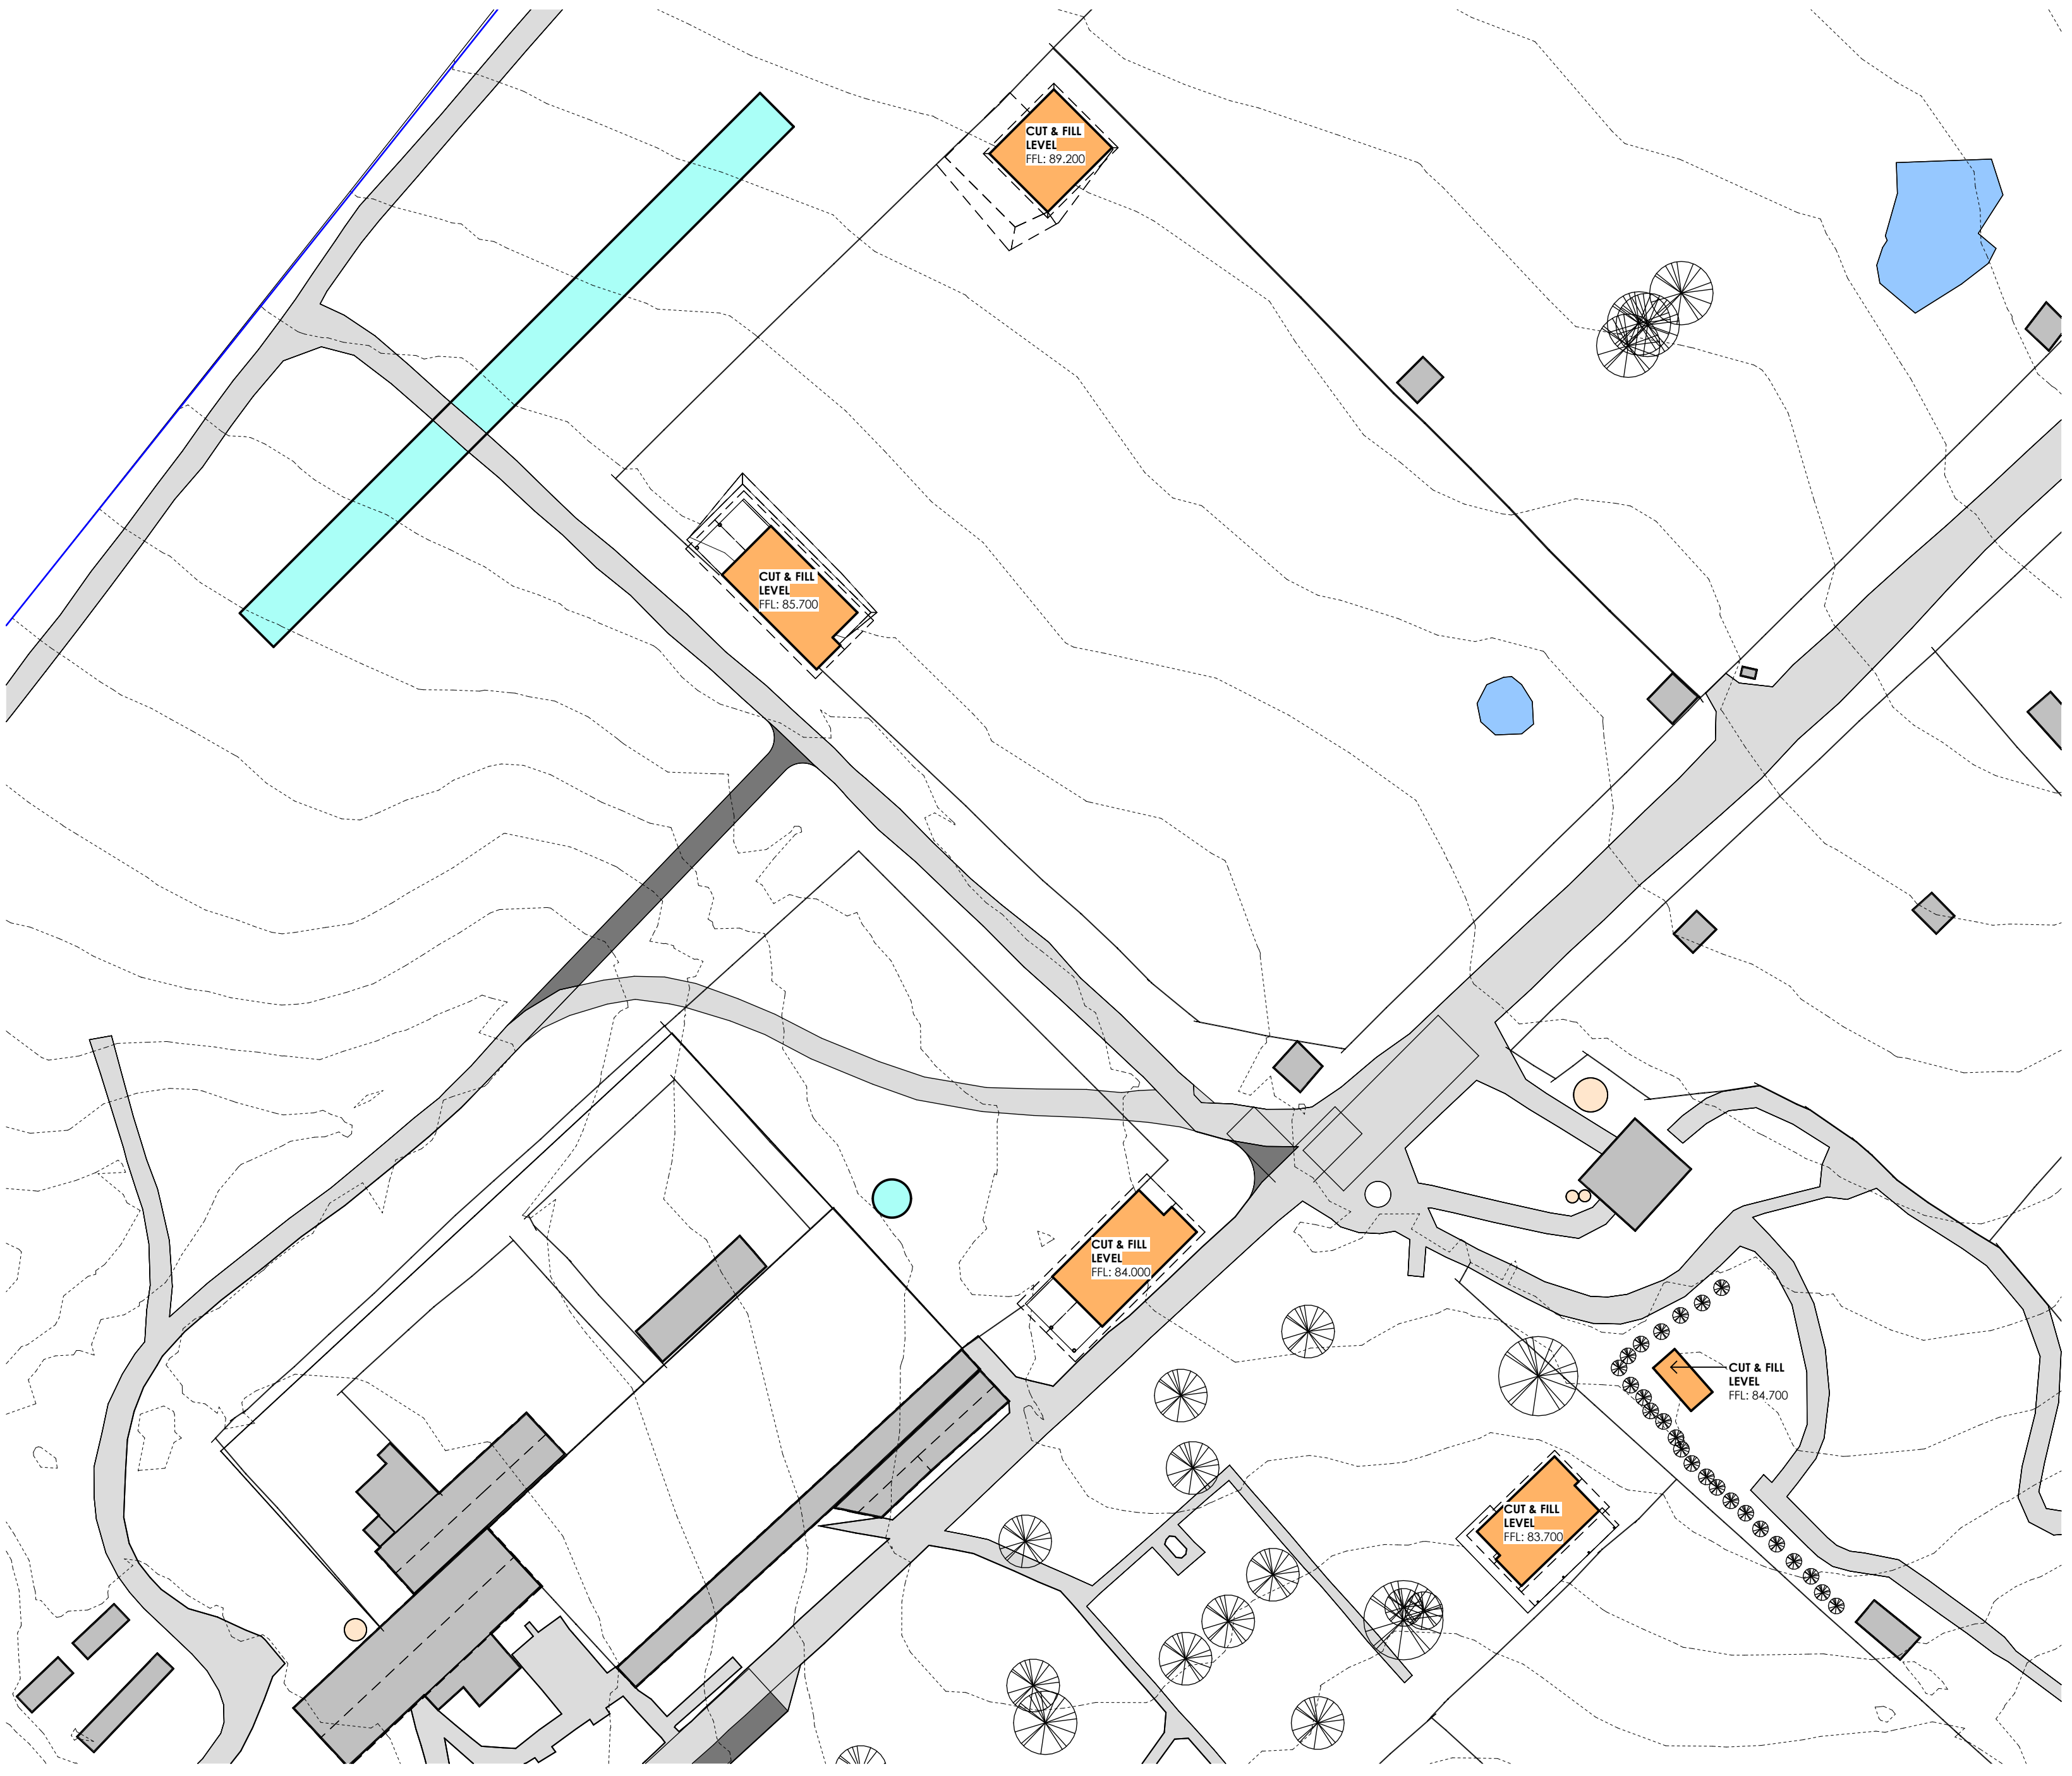 CUT & FILL
LEVEL
FFL: 89.200
CUT & FILL
LEVEL
FFL: 85.700
CUT & FILL
LEVEL
FFL: 84.000
CUT & FILL
LEVEL
FFL: 84.700
CUT & FILL
LEVEL
FFL: 83.700